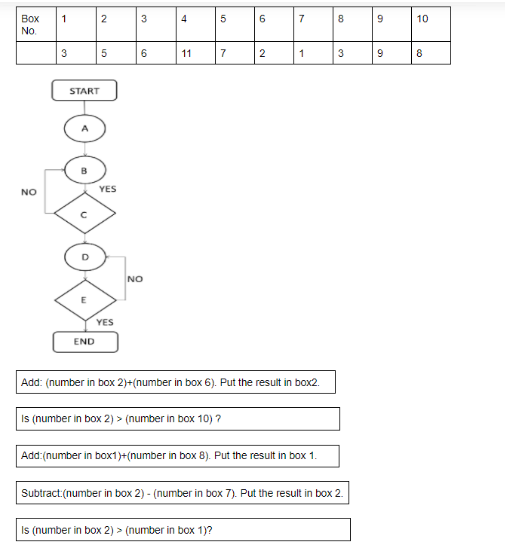 Box No. 1 2 3 4 5 6 7 8 9 10
3 5 6 11 7 2 1 3 9 8
START
A
B
NO
YES
C
D
NO
E
YES
END
Add: (number in box 2)+(number in box 6). Put the result in box2.
Is (number in box 2) > (number in box 10) ?
Add:(number in box1)+(number in box 8). Put the result in box 1.
Subtract:(number in box 2) - (number in box 7). Put the result in box 2.
Is (number in box 2) > (number in box 1)?